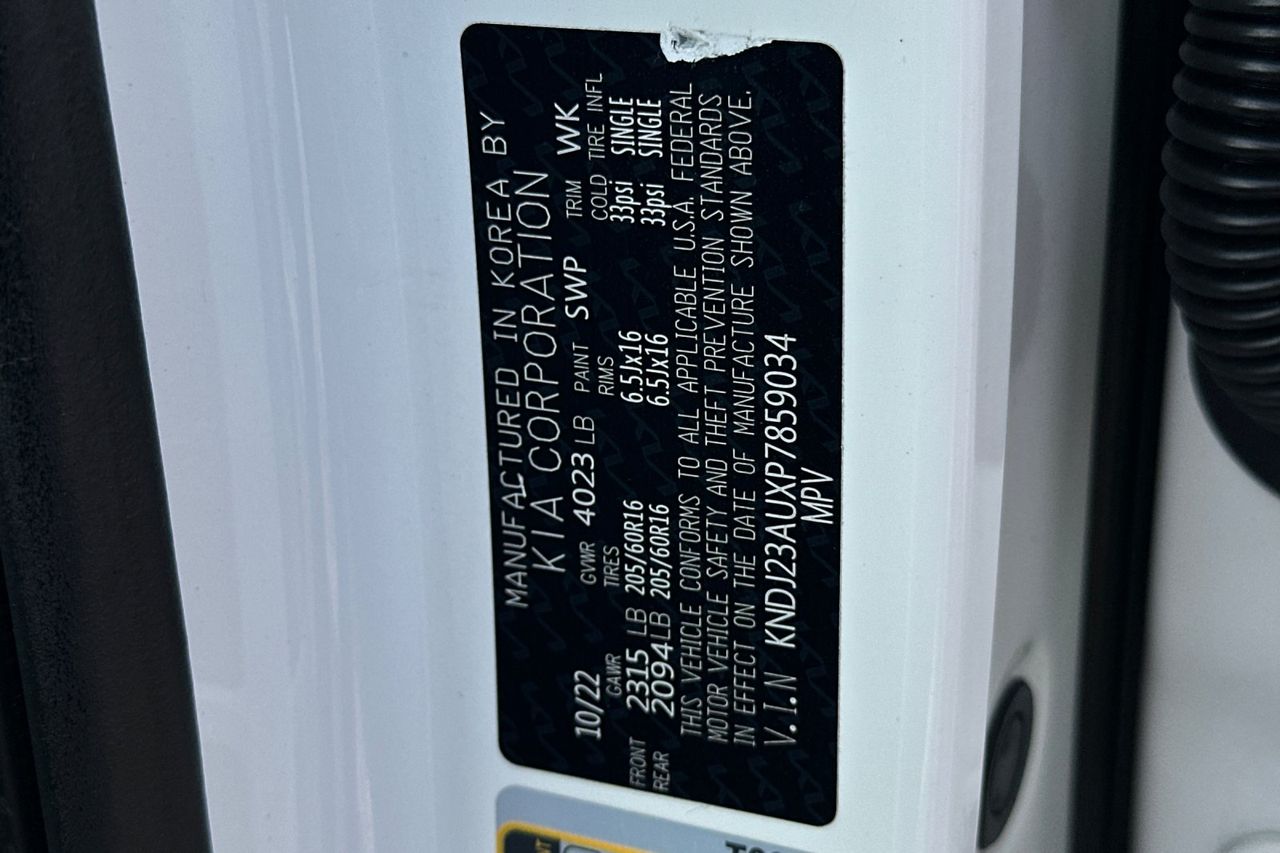 MANUFACTURED IN KOREA BY
KIA CORPORATION
10/22 GVWR 4023 LB PAINT SWP TRIM WK
GAWR TIRES RIMS COLD TIRE INFL
FRONT 2315 LB 205/60R16 6.5Jx16 33psi SINGLE
REAR 2094 LB 205/60R16 6.5Jx16 33psi SINGLE
THIS VEHICLE CONFORMS TO ALL APPLICABLE U.S.A. FEDERAL
MOTOR VEHICLE SAFETY AND THEFT PREVENTION STANDARDS
IN EFFECT ON THE DATE OF MANUFACTURE SHOWN ABOVE.
V.I.N KNDJ23AUXP7859034
MPV